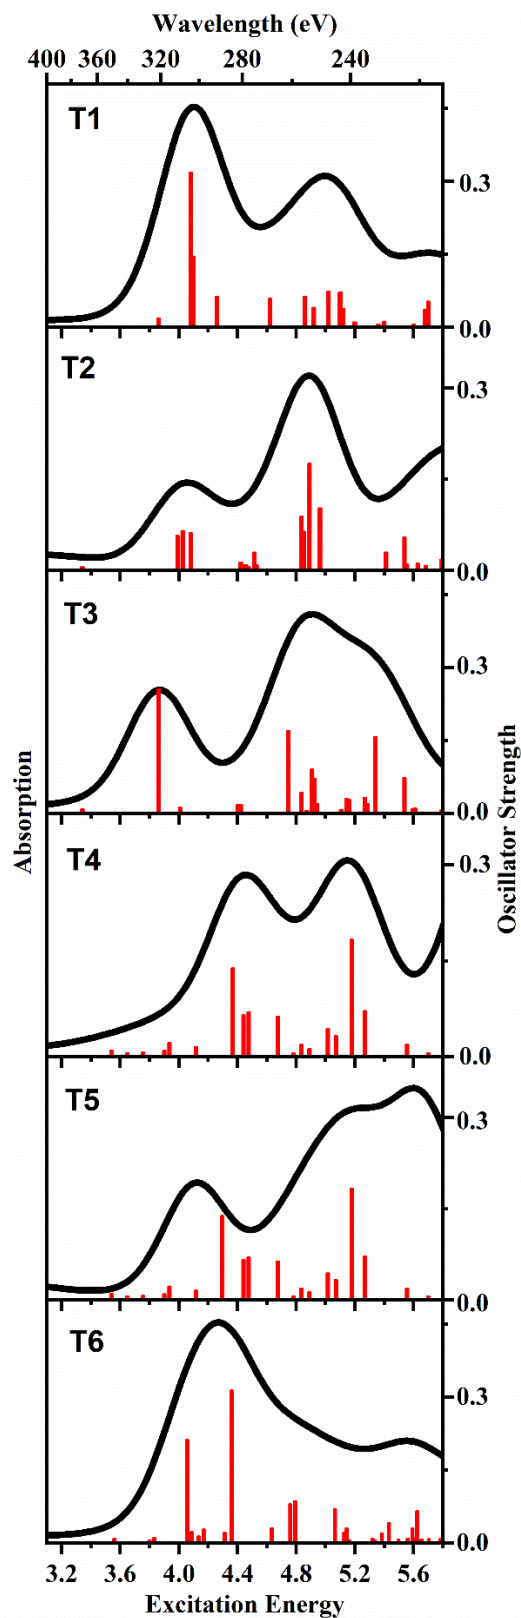 Wavelength (eV)
400 360 320 280 240
T1
0.3
0.0
T2
0.3
0.0
T3
0.3
0.0
Absorption
Oscillator Strength
T4
0.3
0.0
T5
0.3
0.0
T6
0.3
0.0
3.2 3.6 4.0 4.4 4.8 5.2 5.6
Excitation Energy